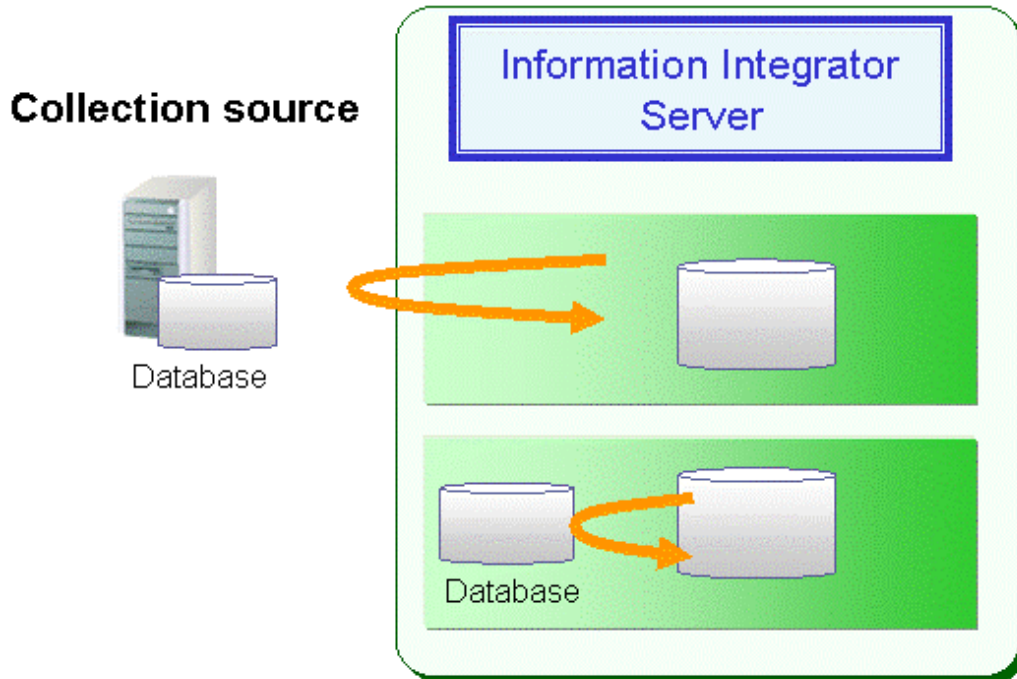 Information Integrator
Server
Collection source
Database
Database